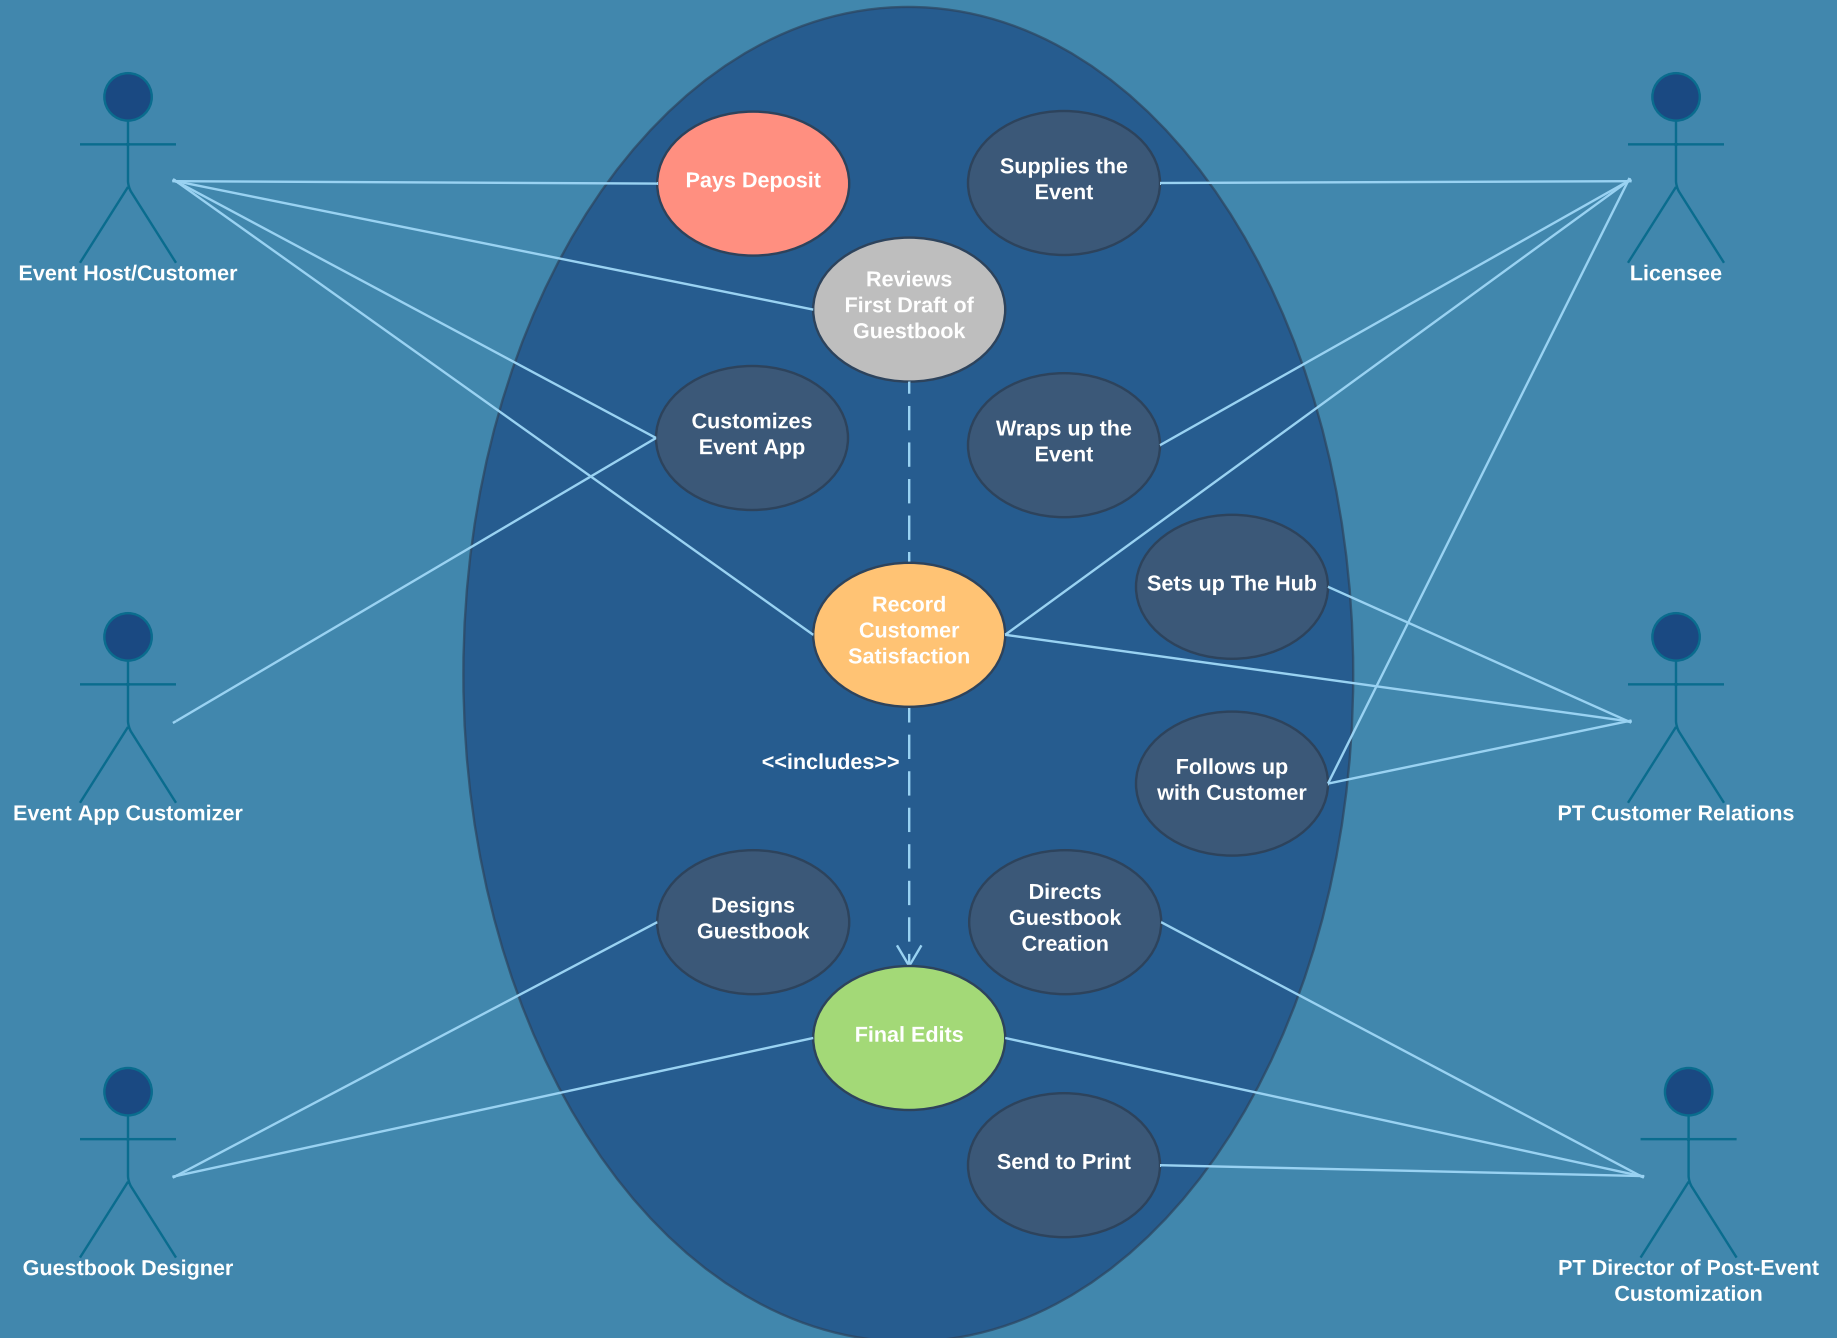 Pays Deposit
Supplies the
Event
Event Host/Customer
Licensee
Reviews
First Draft of
Guestbook
Customizes
Event App
Wraps up the
Event
Sets up The Hub
Record
Customer
Satisfaction
<<includes>>
Follows up
with Customer
Event App Customizer
PT Customer Relations
Designs
Guestbook
Directs
Guestbook
Creation
Final Edits
Send to Print
Guestbook Designer
PT Director of Post-Event
Customization